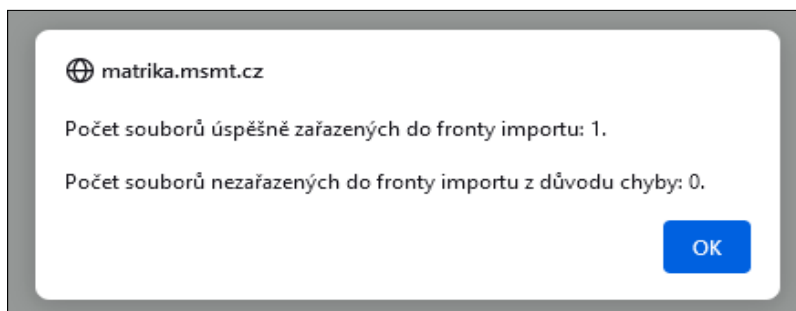 matrika.msmt.cz
Počet souborů úspěšně zařazených do fronty importu: 1.
Počet souborů nezařazených do fronty importu z důvodu chyby: 0.
OK